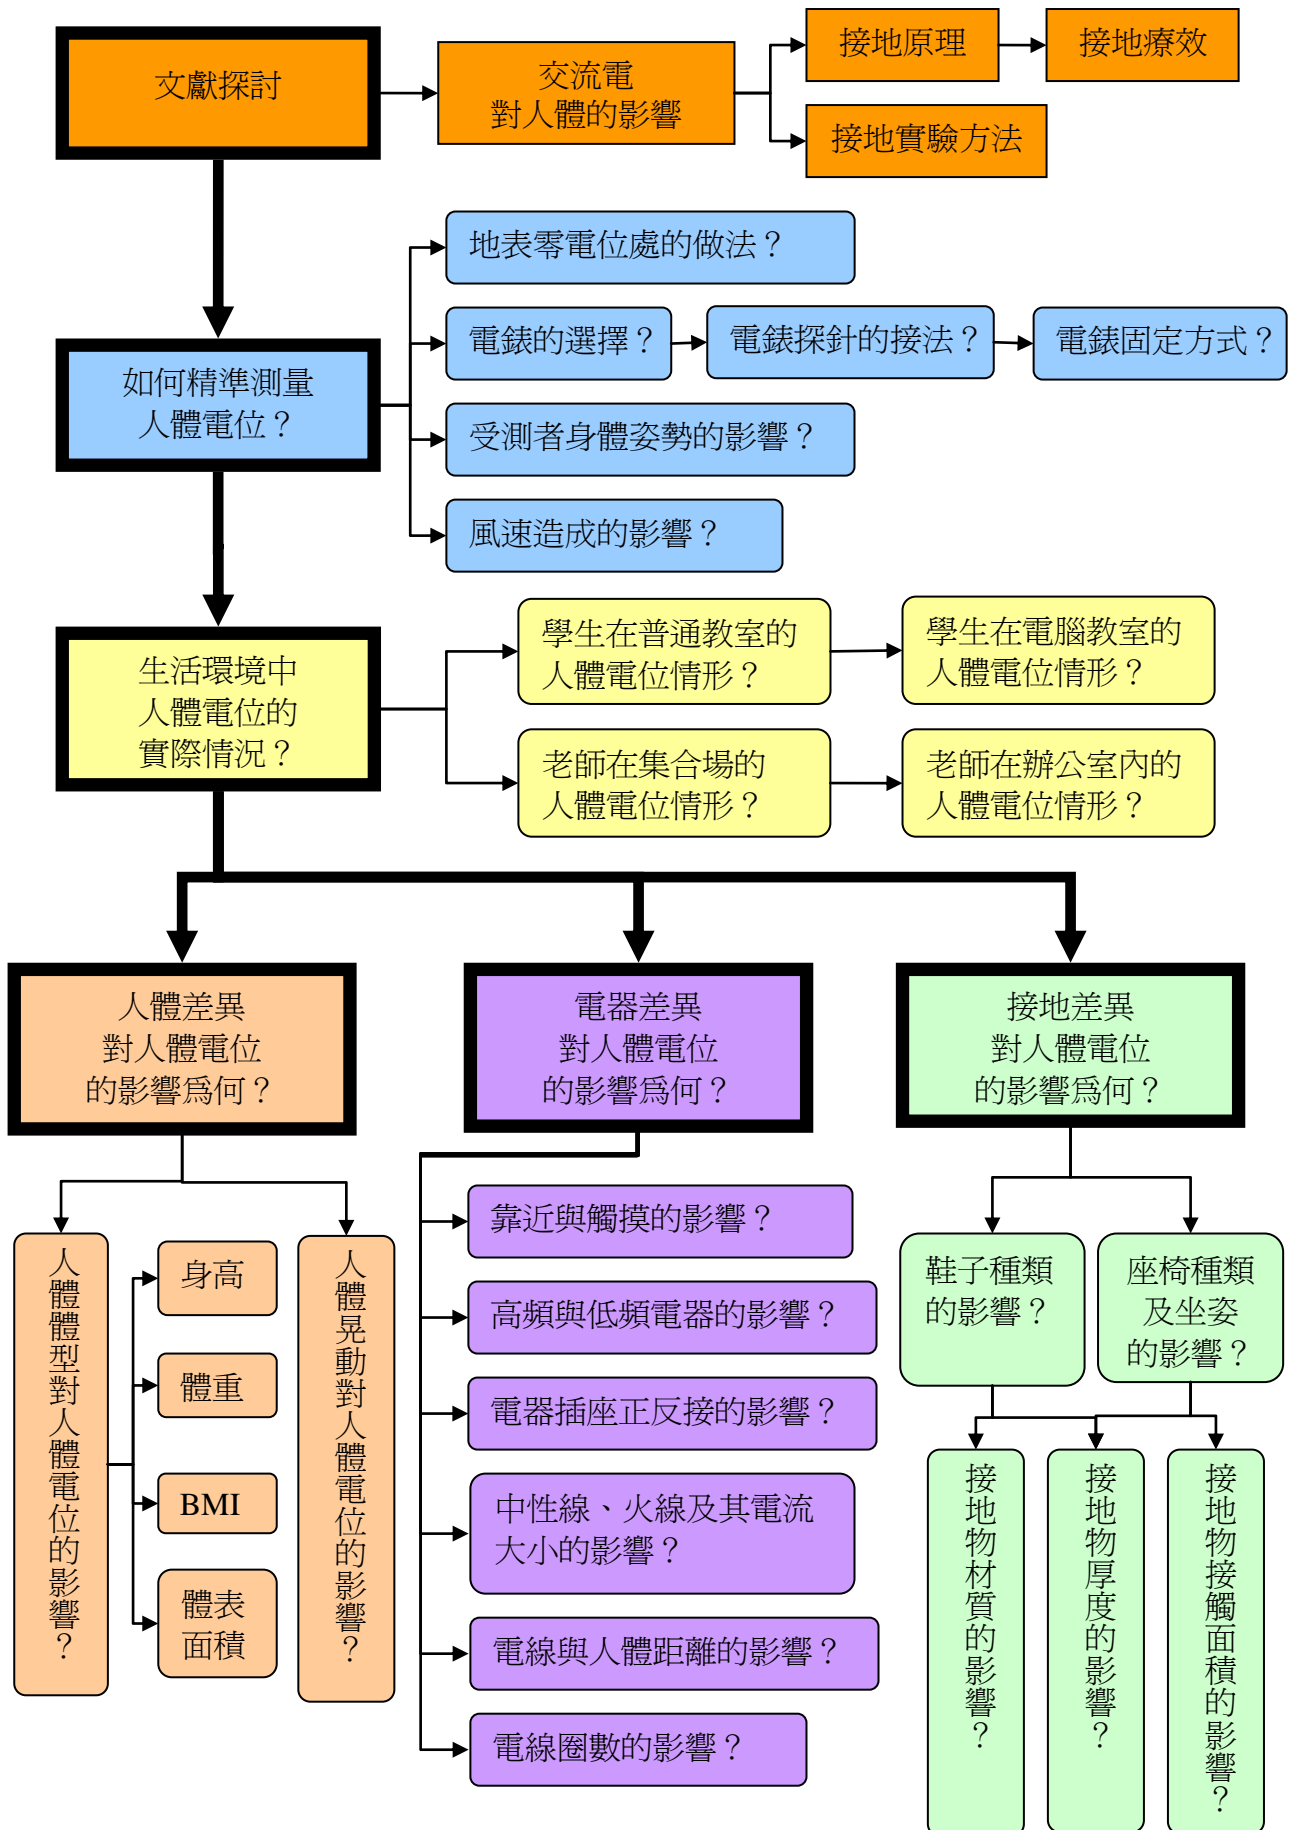 文獻探討
交流電
對人體的影響
接地原理
接地療效
接地實驗方法
如何精準測量
人體電位？
地表零電位處的做法？
電錶的選擇？
電錶探針的接法？
電錶固定方式？
受測者身體姿勢的影響？
風速造成的影響？
生活環境中
人體電位的
實際情況？
學生在普通教室的
人體電位情形？
學生在電腦教室的
人體電位情形？
老師在集合場的
人體電位情形？
老師在辦公室內的
人體電位情形？
人體差異
對人體電位
的影響為何？
電器差異
對人體電位
的影響為何？
接地差異
對人體電位
的影響為何？
人體體型對人體電位的影響？
身高
體重
BMI
體表
面積
人體晃動對人體電位的影響？
靠近與觸摸的影響？
高頻與低頻電器的影響？
電器插座正反接的影響？
中性線、火線及其電流
大小的影響？
電線與人體距離的影響？
電線圈數的影響？
鞋子種類
的影響？
座椅種類
及坐姿
的影響？
接地物材質的影響？
接地物厚度的影響？
接地物接觸面積的影響？